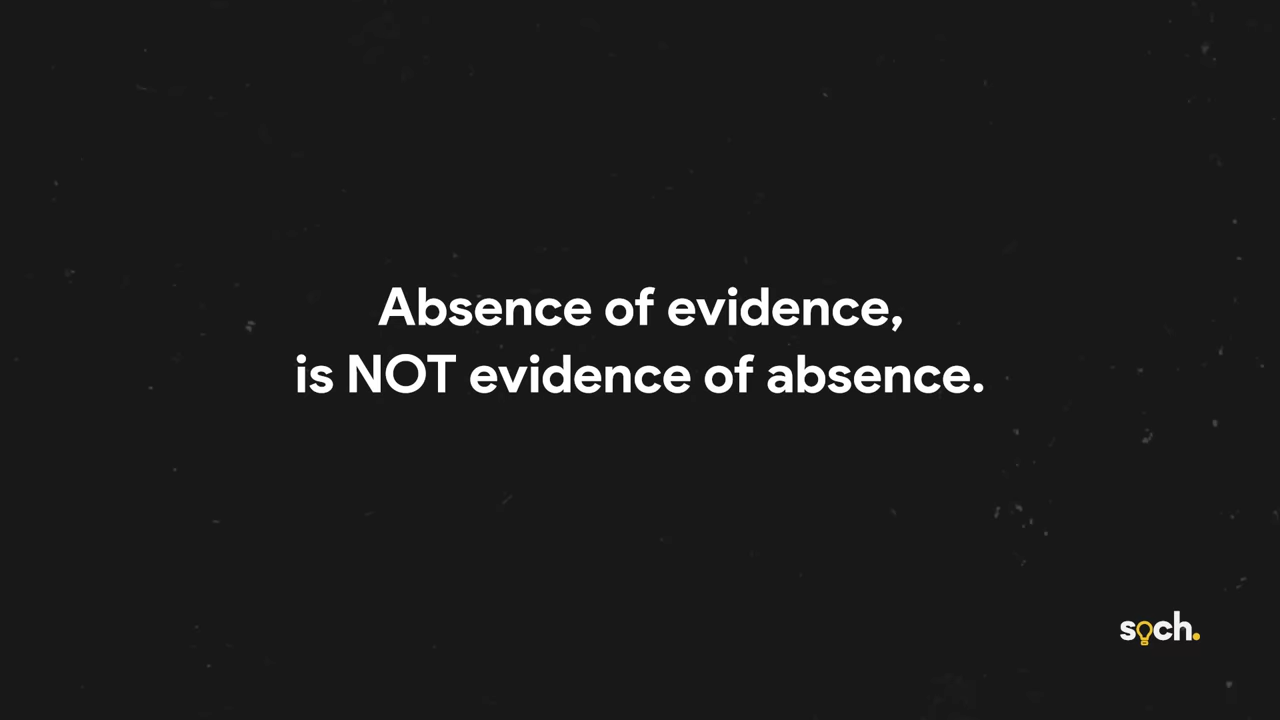 Absence of evidence,
is NOT evidence of absence.
soch.